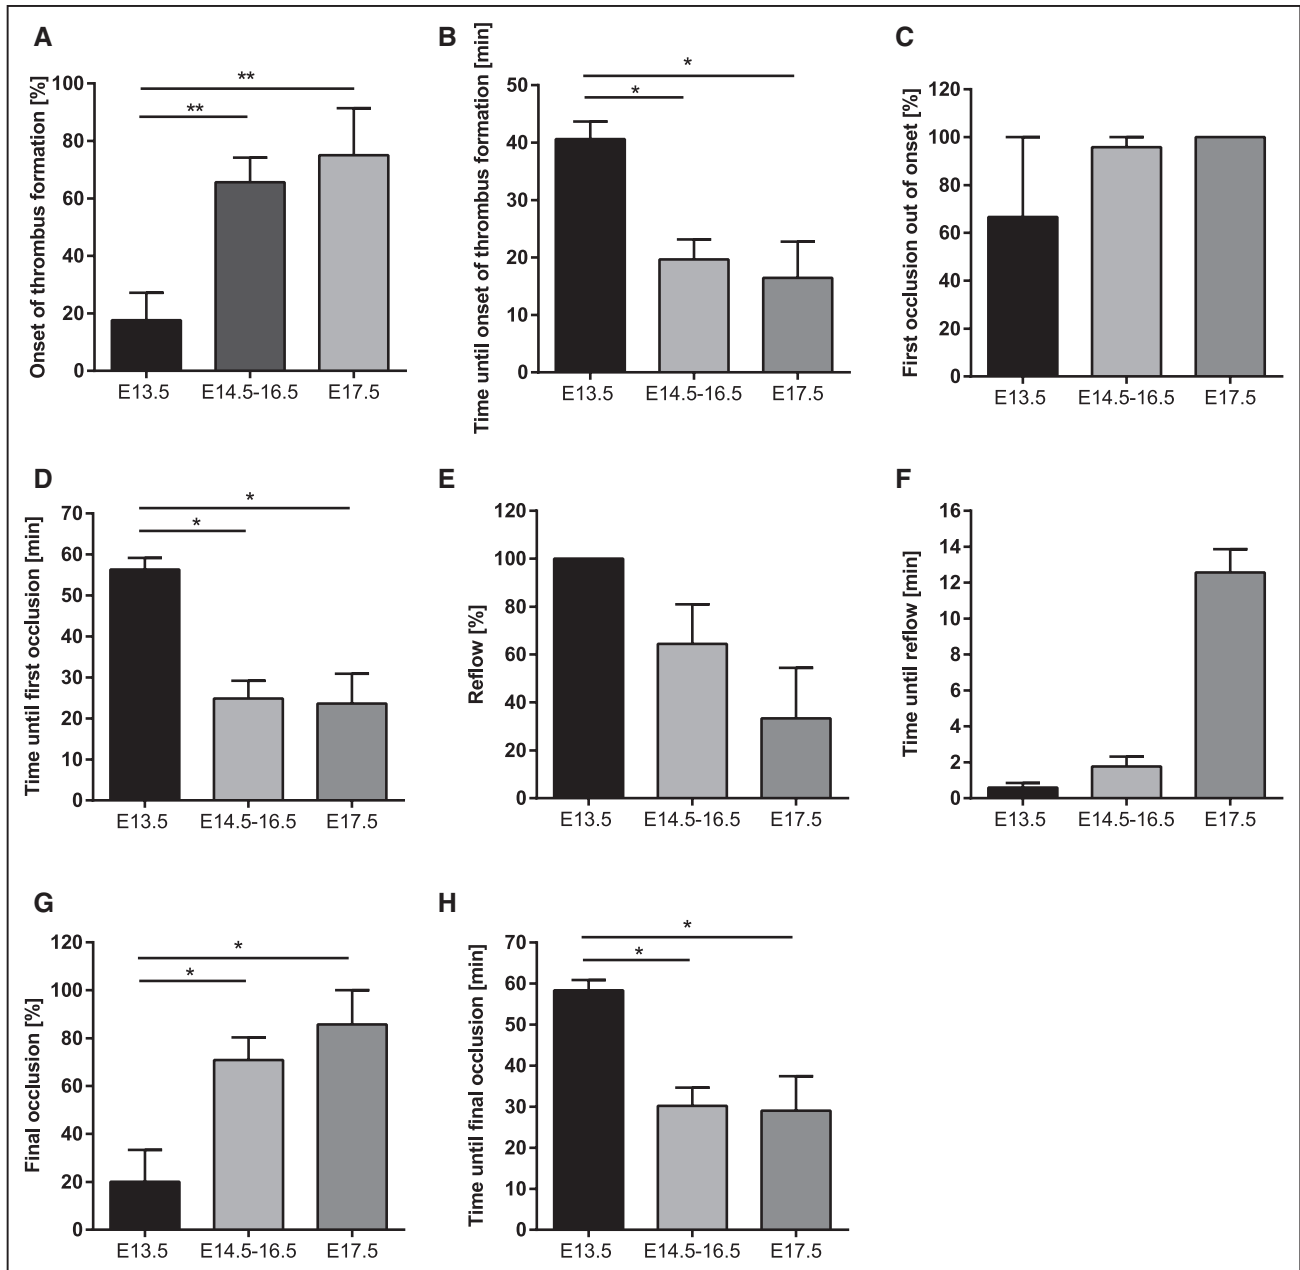 A
Onset of thrombus formation [%]
100
80
60
40
20
0
**
**
E13.5 E14.5-16.5 E17.5
B
Time until onset of thrombus formation [min]
50
40
30
20
10
0
*
*
E13.5 E14.5-16.5 E17.5
C
First occlusion out of onset [%]
120
100
80
60
40
20
0
E13.5 E14.5-16.5 E17.5
D
Time until first occlusion [min]
70
60
50
40
30
20
10
0
*
*
E13.5 E14.5-16.5 E17.5
E
Reflow [%]
120
100
80
60
40
20
0
E13.5 E14.5-16.5 E17.5
F
Time until reflow [min]
16
14
12
10
8
6
4
2
0
E13.5 E14.5-16.5 E17.5
G
Final occlusion [%]
120
100
80
60
40
20
0
*
*
E13.5 E14.5-16.5 E17.5
H
Time until final occlusion [min]
70
60
50
40
30
20
10
0
*
*
E13.5 E14.5-16.5 E17.5